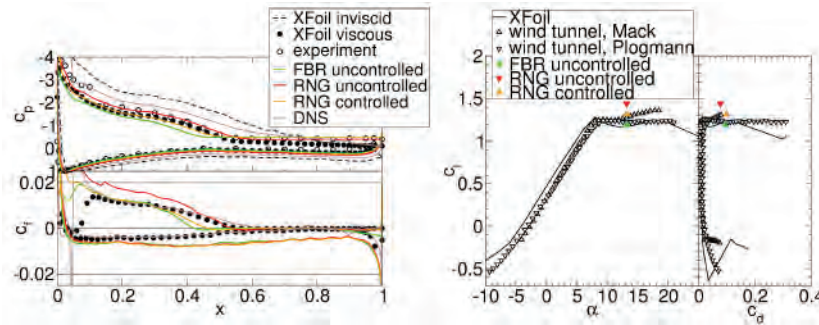 XFoil inviscid
XFoil viscous
experiment
FBR uncontrolled
RNG uncontrolled
RNG controlled
DNS
-4
-3
-2
-1
0
1
c_p
0.02
0
-0.02
c_f
0 0.2 0.4 0.6 0.8 1
x
XFoil
wind tunnel, Mack
wind tunnel, Plogmann
FBR uncontrolled
RNG uncontrolled
RNG controlled
2
1.5
1
0.5
0
-0.5
c_l
-10 -5 0 5 10 15 20
α
0 0.2 0.4
c_d